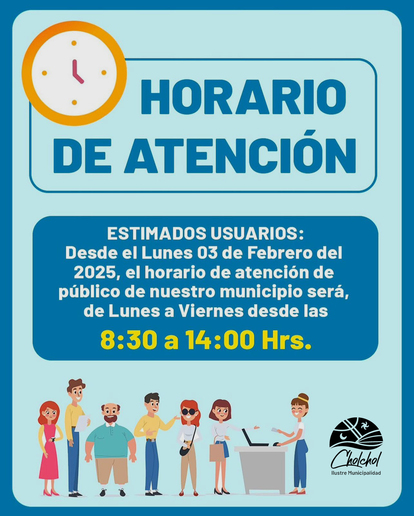 HORARIO
DE ATENCIÓN
ESTIMADOS USUARIOS:
Desde el Lunes 03 de Febrero del
2025, el horario de atención de
público de nuestro municipio será,
de Lunes a Viernes desde las
8:30 a 14:00 Hrs.
Cholchol
Ilustre Municipalidad